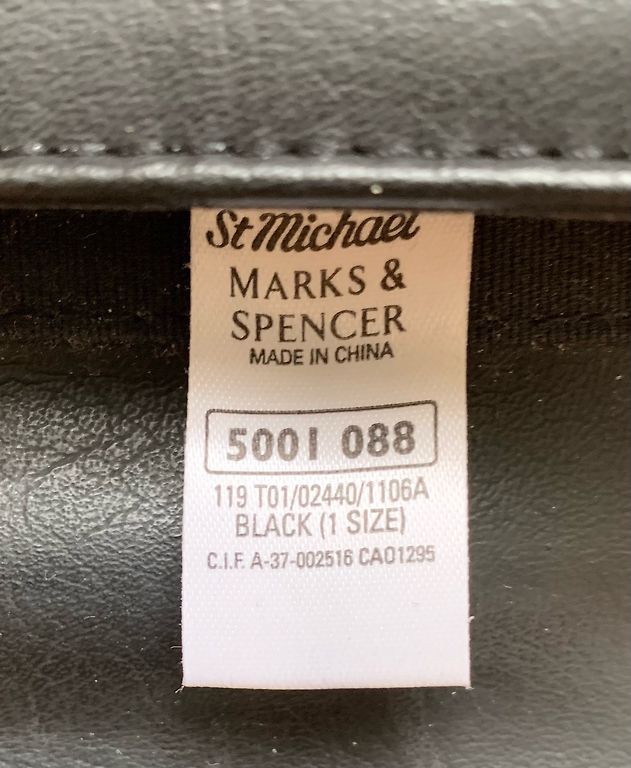 St Michael
MARKS &
SPENCER
MADE IN CHINA
5001 088
119 T01/02440/1106A
BLACK (1 SIZE)
C.I.F. A-37-002516 CA01295